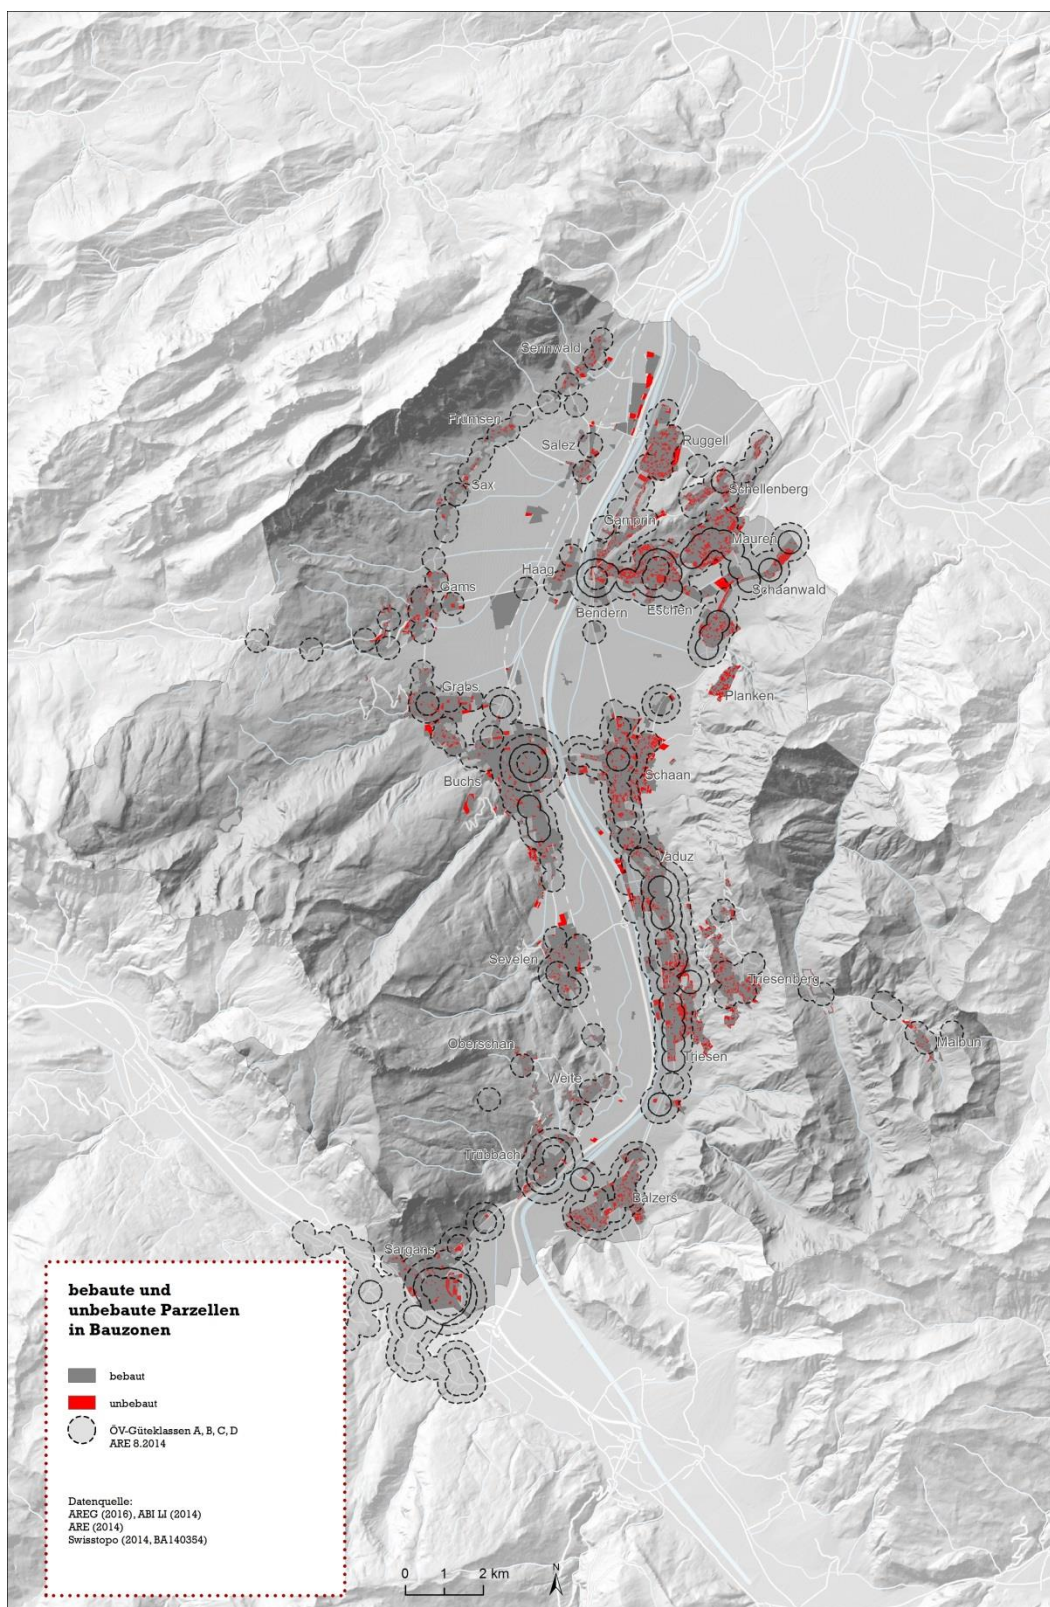 Sennwald
Frümsen
Salez
Ruggell
Sax
Schellenberg
Gamprin
Mauren
Haag
Gams
Schaanwald
Bendern
Eschen
Grabs
Planken
Buchs
Schaan
Vaduz
Sevelen
Triesenberg
Oberschan
Malbun
Weite
Triesen
Trübbach
Balzers
Sargans
bebaute und
unbebaute Parzellen
in Bauzonen
bebaut
unbebaut
ÖV-Güteklassen A, B, C, D
ARE 8.2014
Datenquelle:
AREG (2016), ABI LI (2014)
ARE (2014)
Swisstopo (2014, BA140354)
0 1 2 km
N